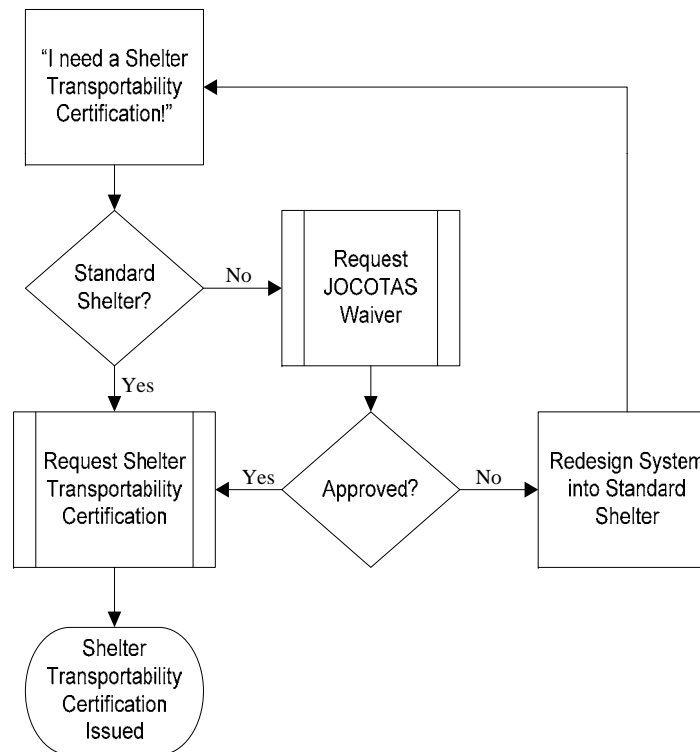 “I need a Shelter
Transportability
Certification!”
Standard
Shelter?
No
Request
JOCOTAS
Waiver
Yes
Request Shelter
Transportability
Certification
Yes
Approved?
No
Redesign System
into Standard
Shelter
Shelter
Transportability
Certification
Issued